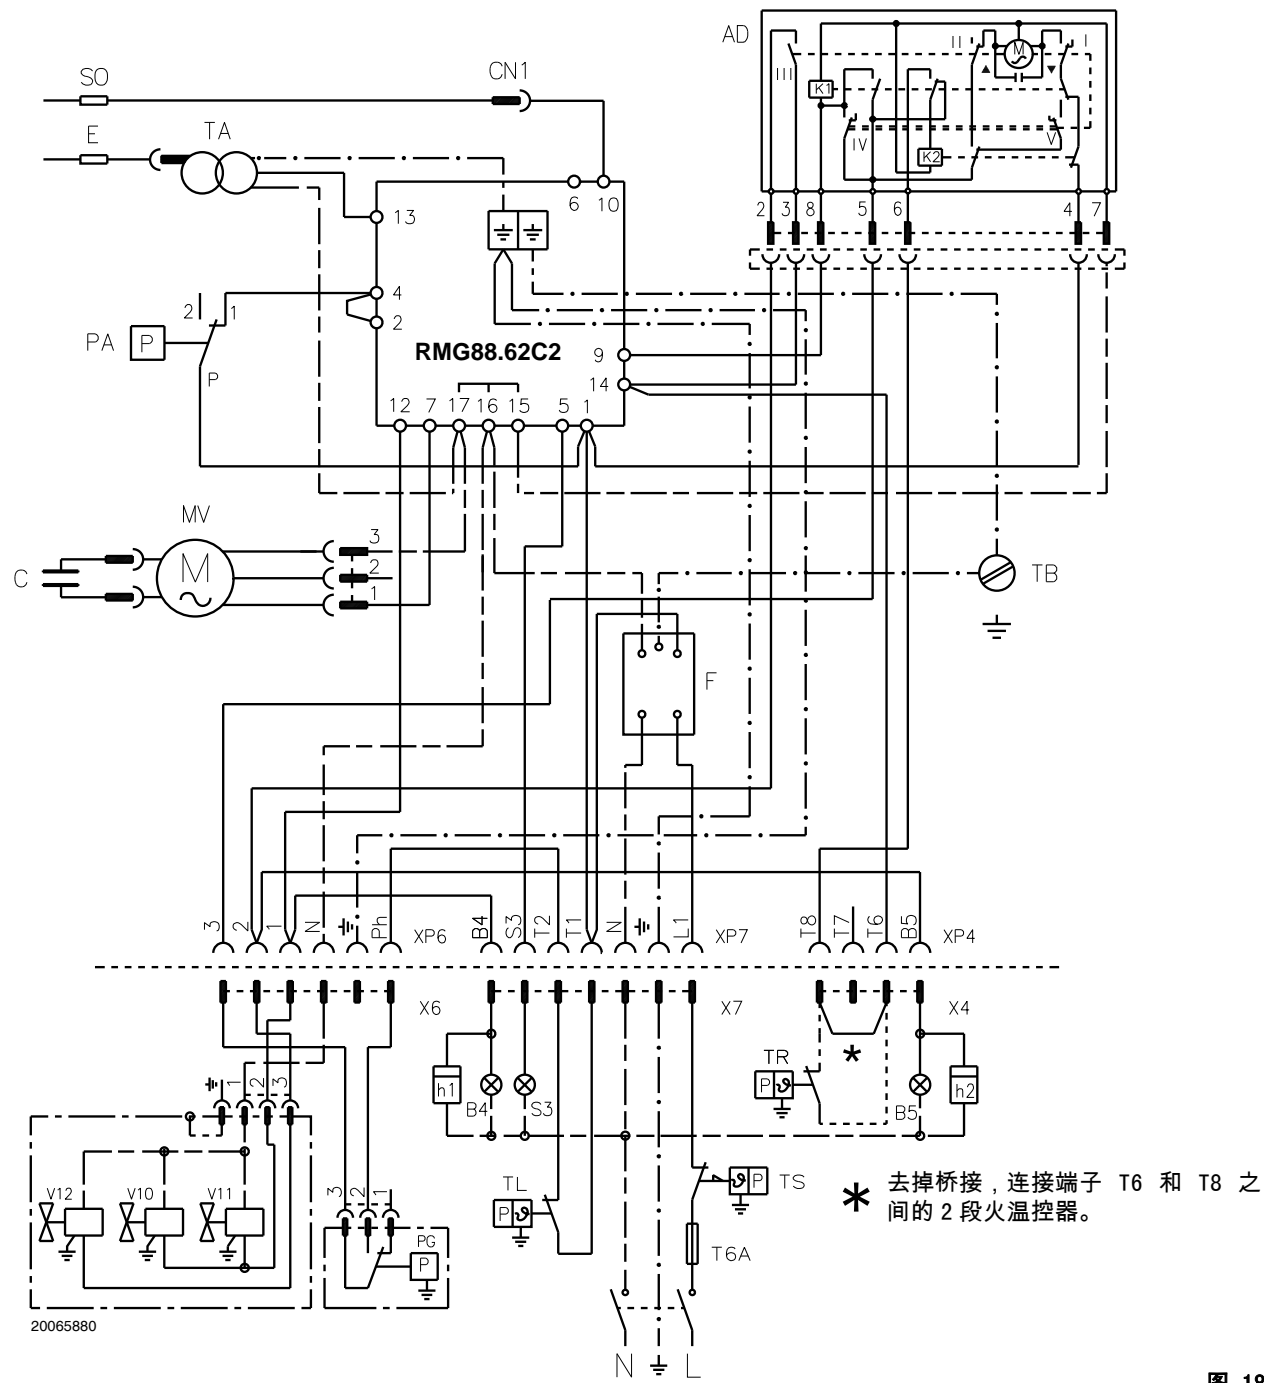 AD
SO
CN1
II
M
I
III
K1
E
TA
IV
V
K2
6
10
2 3 8 5 6 4 7
13
4
2
2
1
PA
P
P
RMG88.62C2
9
14
12 7 17 16 15 5 1
MV
3
M
2
1
C
TB
F
3 2 1 N Ph XP6
B4 S3 T2 T1 N L1 XP7
T8 T7 T6 B5 XP4
X6
X7
X4
1 2 3
h1
B4
S3
TR
P
B5
h2
V12
V10
V11
3 2 1
PG
P
TL
P
P
TS
T6A
* 去掉桥接，连接端子 T6 和 T8 之
间的 2 段火温控器。
*
20065880
N
L
图 18